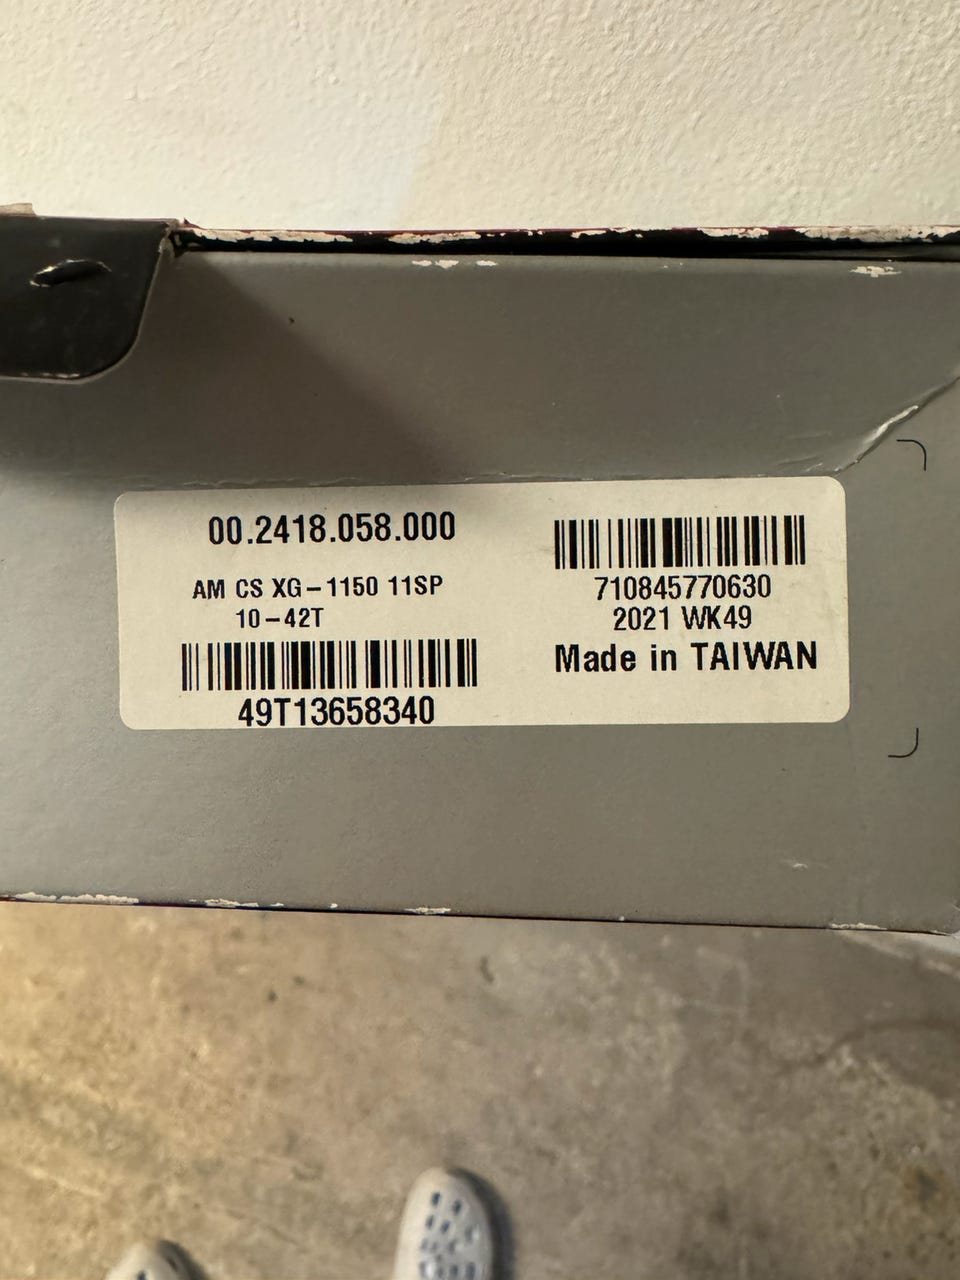 00.2418.058.000
AM CS XG-1150 11SP
10-42T
49T13658340
710845770630
2021 WK49
Made in TAIWAN